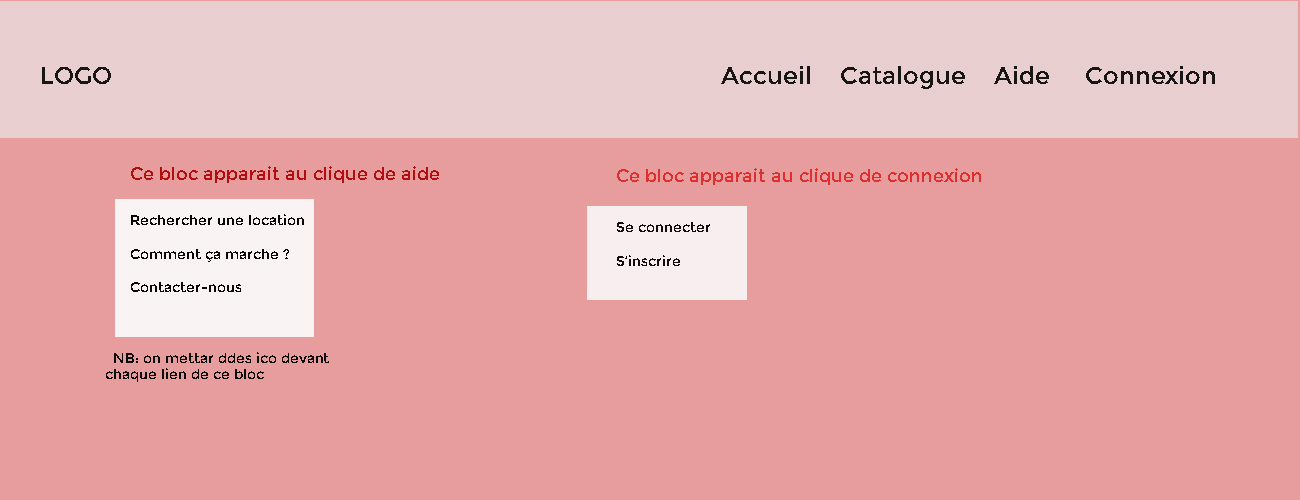 LOGO
Accueil Catalogue Aide Connexion
Ce bloc apparait au clique de aide
Rechercher une location
Comment ça marche ?
Contacter-nous
NB: on mettar ddes ico devant
chaque lien de ce bloc
Ce bloc apparait au clique de connexion
Se connecter
S'inscrire